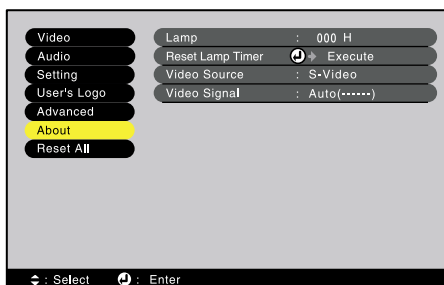 Video
Audio
Setting
User's Logo
Advanced
About
Reset All
Lamp : 000 H
Reset Lamp Timer Execute
Video Source : S-Video
Video Signal : Auto(------)
: Select : Enter